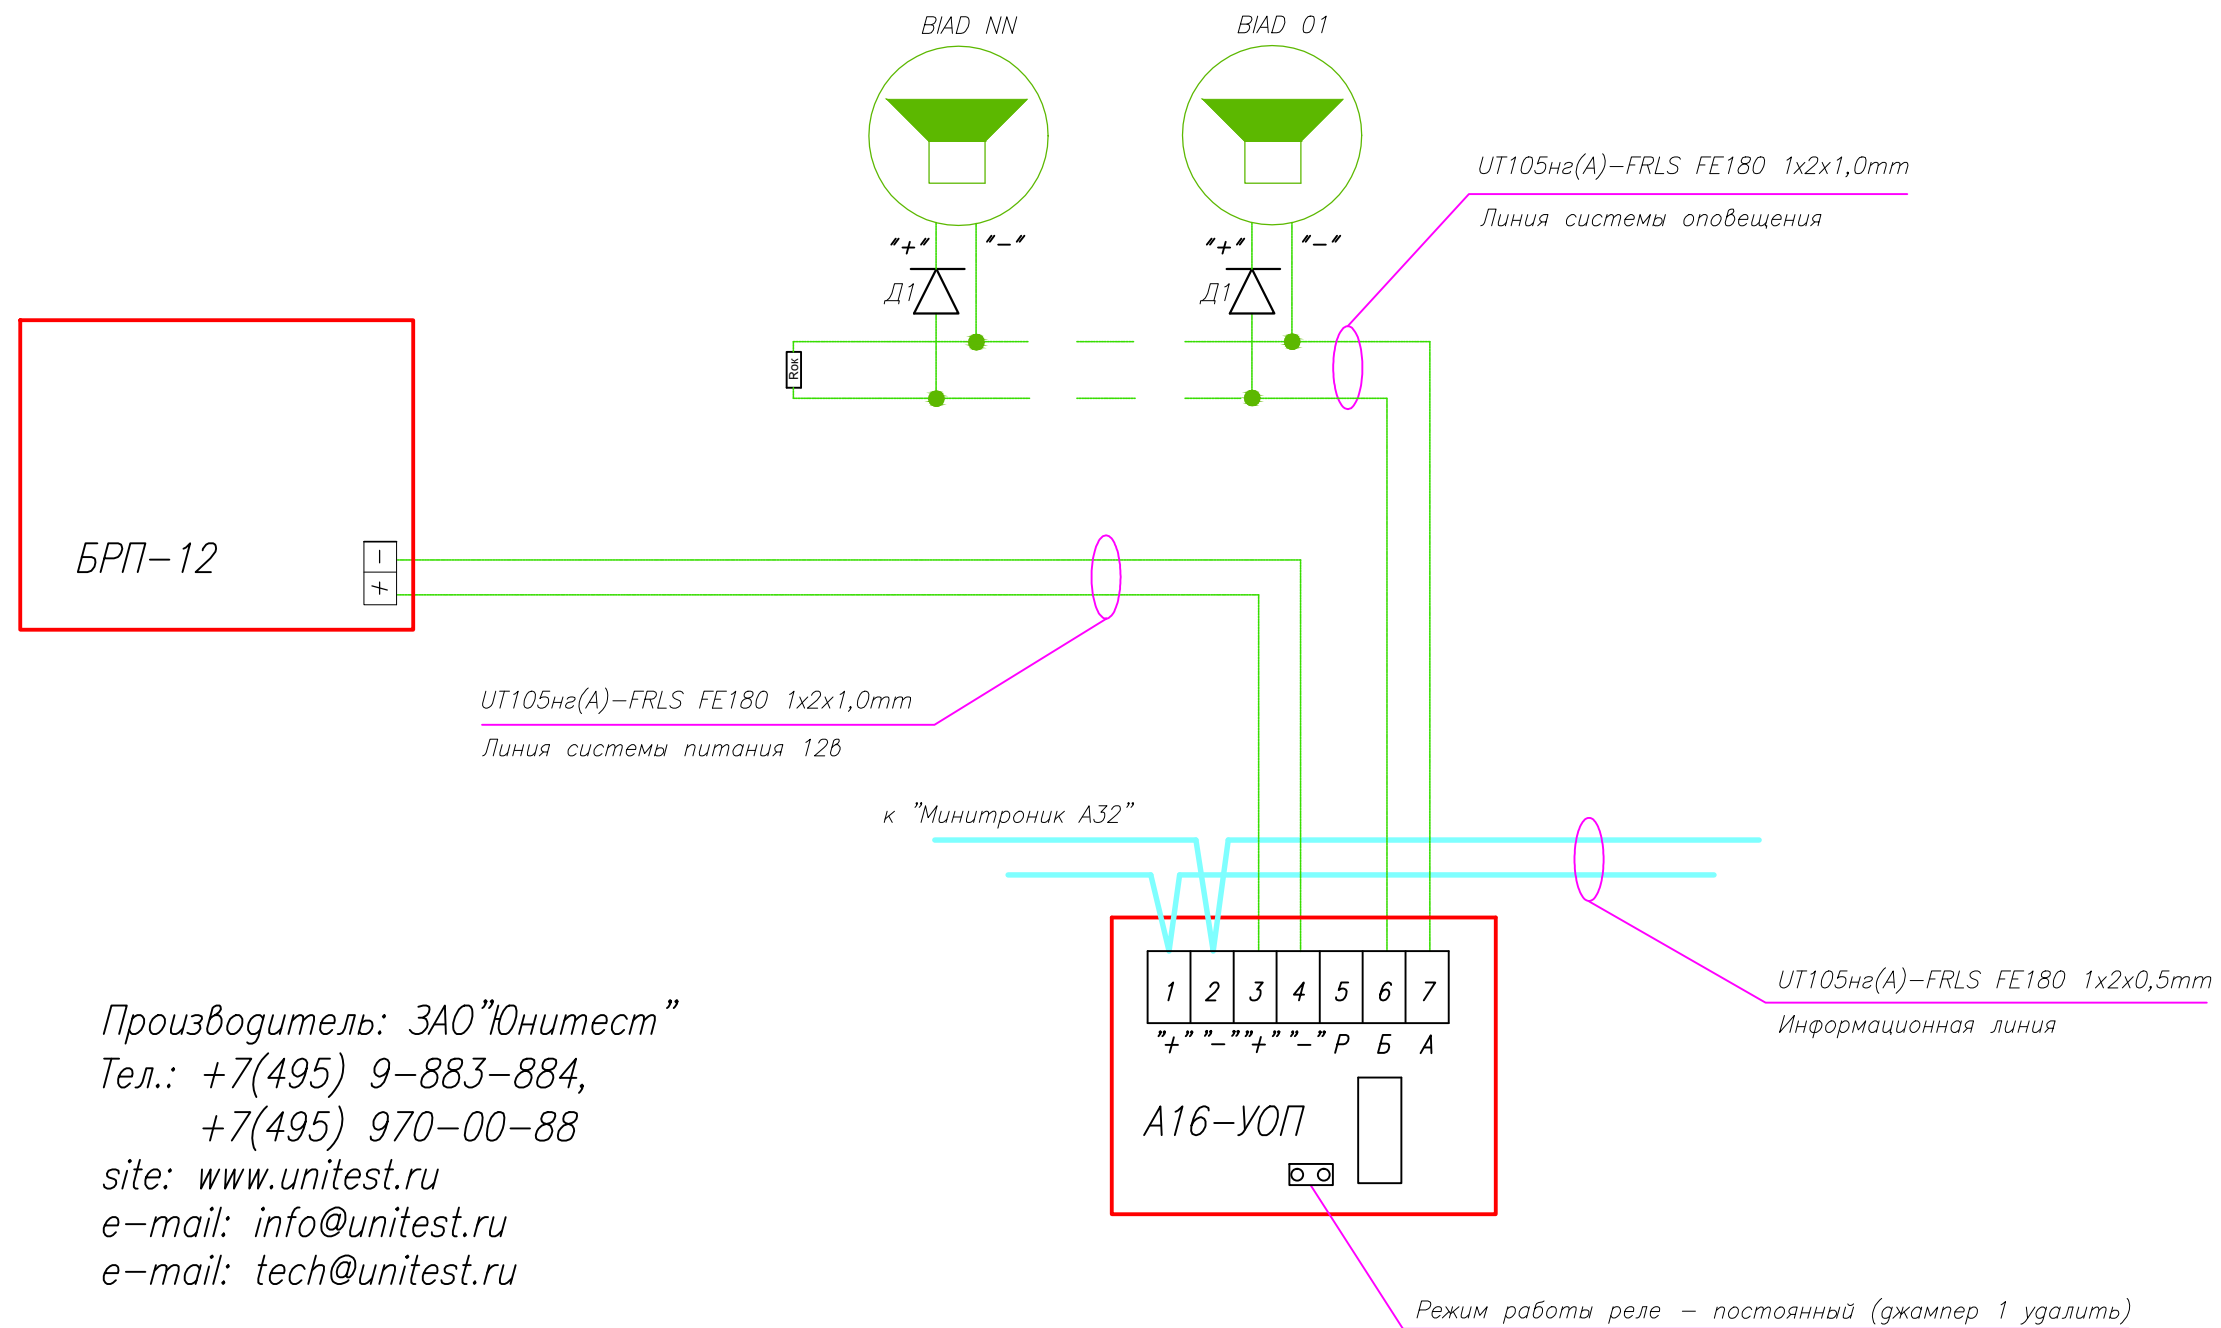 BIAD NN
BIAD 01
UT105нг(А)-FRLS FE180 1x2x1,0mm
Линия системы оповещения
"+" "-"
"+" "-"
Д1
Д1
Rок
БРП-12
-
+
UT105нг(А)-FRLS FE180 1x2x1,0mm
Линия системы питания 12в
к "Минитроник А32"
UT105нг(А)-FRLS FE180 1x2x0,5mm
Информационная линия
1 2 3 4 5 6 7
"+" "-" "+" "-" Р Б А
А16-УОП
Режим работы реле - постоянный (джампер 1 удалить)
Производитель: ЗАО"Юнитест"
Тел.: +7(495) 9-883-884,
+7(495) 970-00-88
site: www.unitest.ru
e-mail: info@unitest.ru
e-mail: tech@unitest.ru